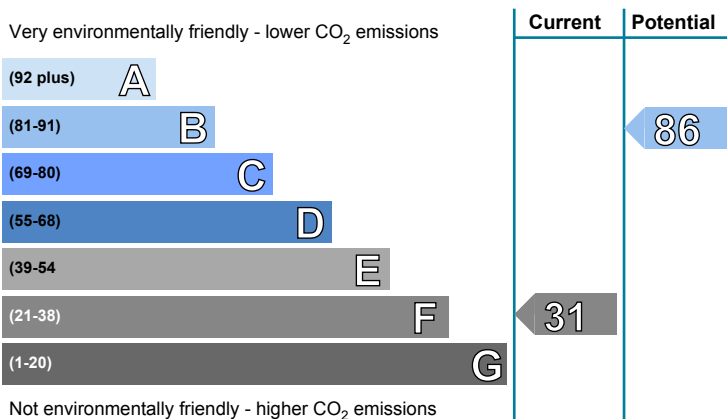 Current Potential
Very environmentally friendly - lower CO2 emissions
(92 plus) A
(81-91) B
86
(69-80) C
(55-68) D
(39-54 E
(21-38) F
31
(1-20) G
Not environmentally friendly - higher CO2 emissions